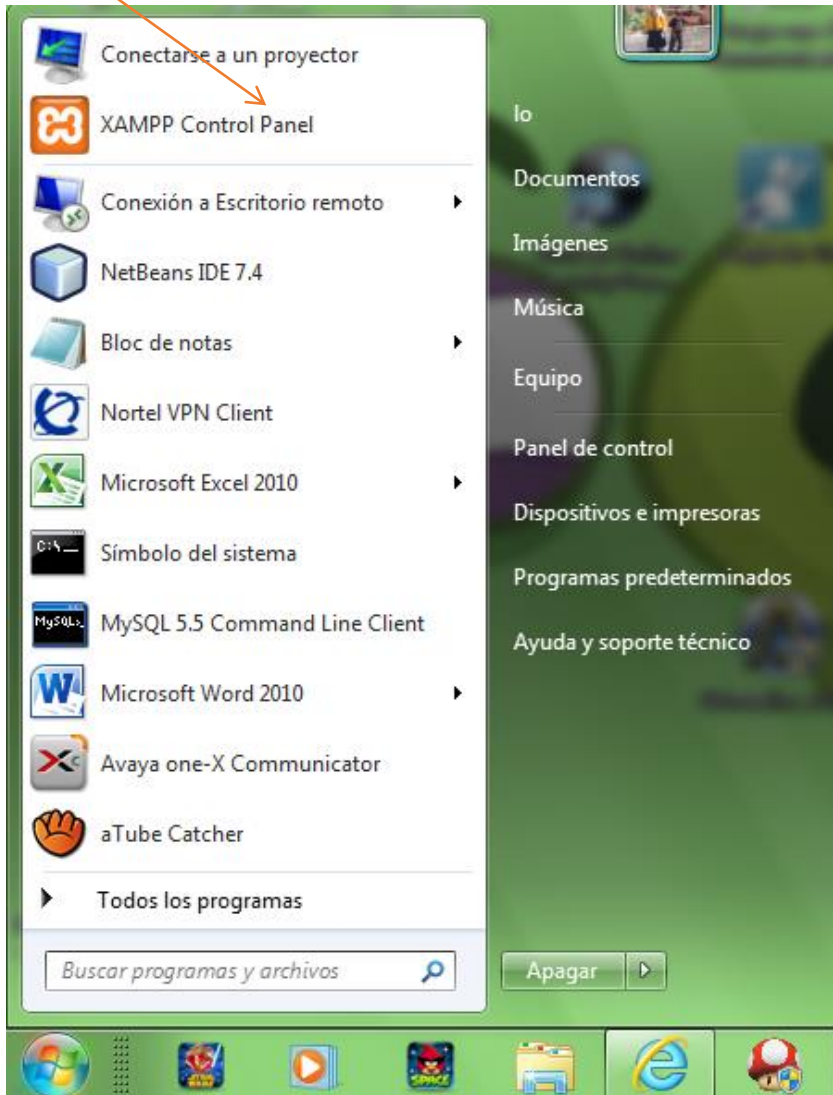 Conectarse a un proyector
XAMPP Control Panel
Conexión a Escritorio remoto
NetBeans IDE 7.4
Bloc de notas
Nortel VPN Client
Microsoft Excel 2010
C:\_
Símbolo del sistema
MySQL 5.5 Command Line Client
Microsoft Word 2010
Avaya one-X Communicator
aTube Catcher
Todos los programas
Buscar programas y archivos
lo
Documentos
Imágenes
Música
Equipo
Panel de control
Dispositivos e impresoras
Programas predeterminados
Ayuda y soporte técnico
Apagar
STAR WARS
SPACE